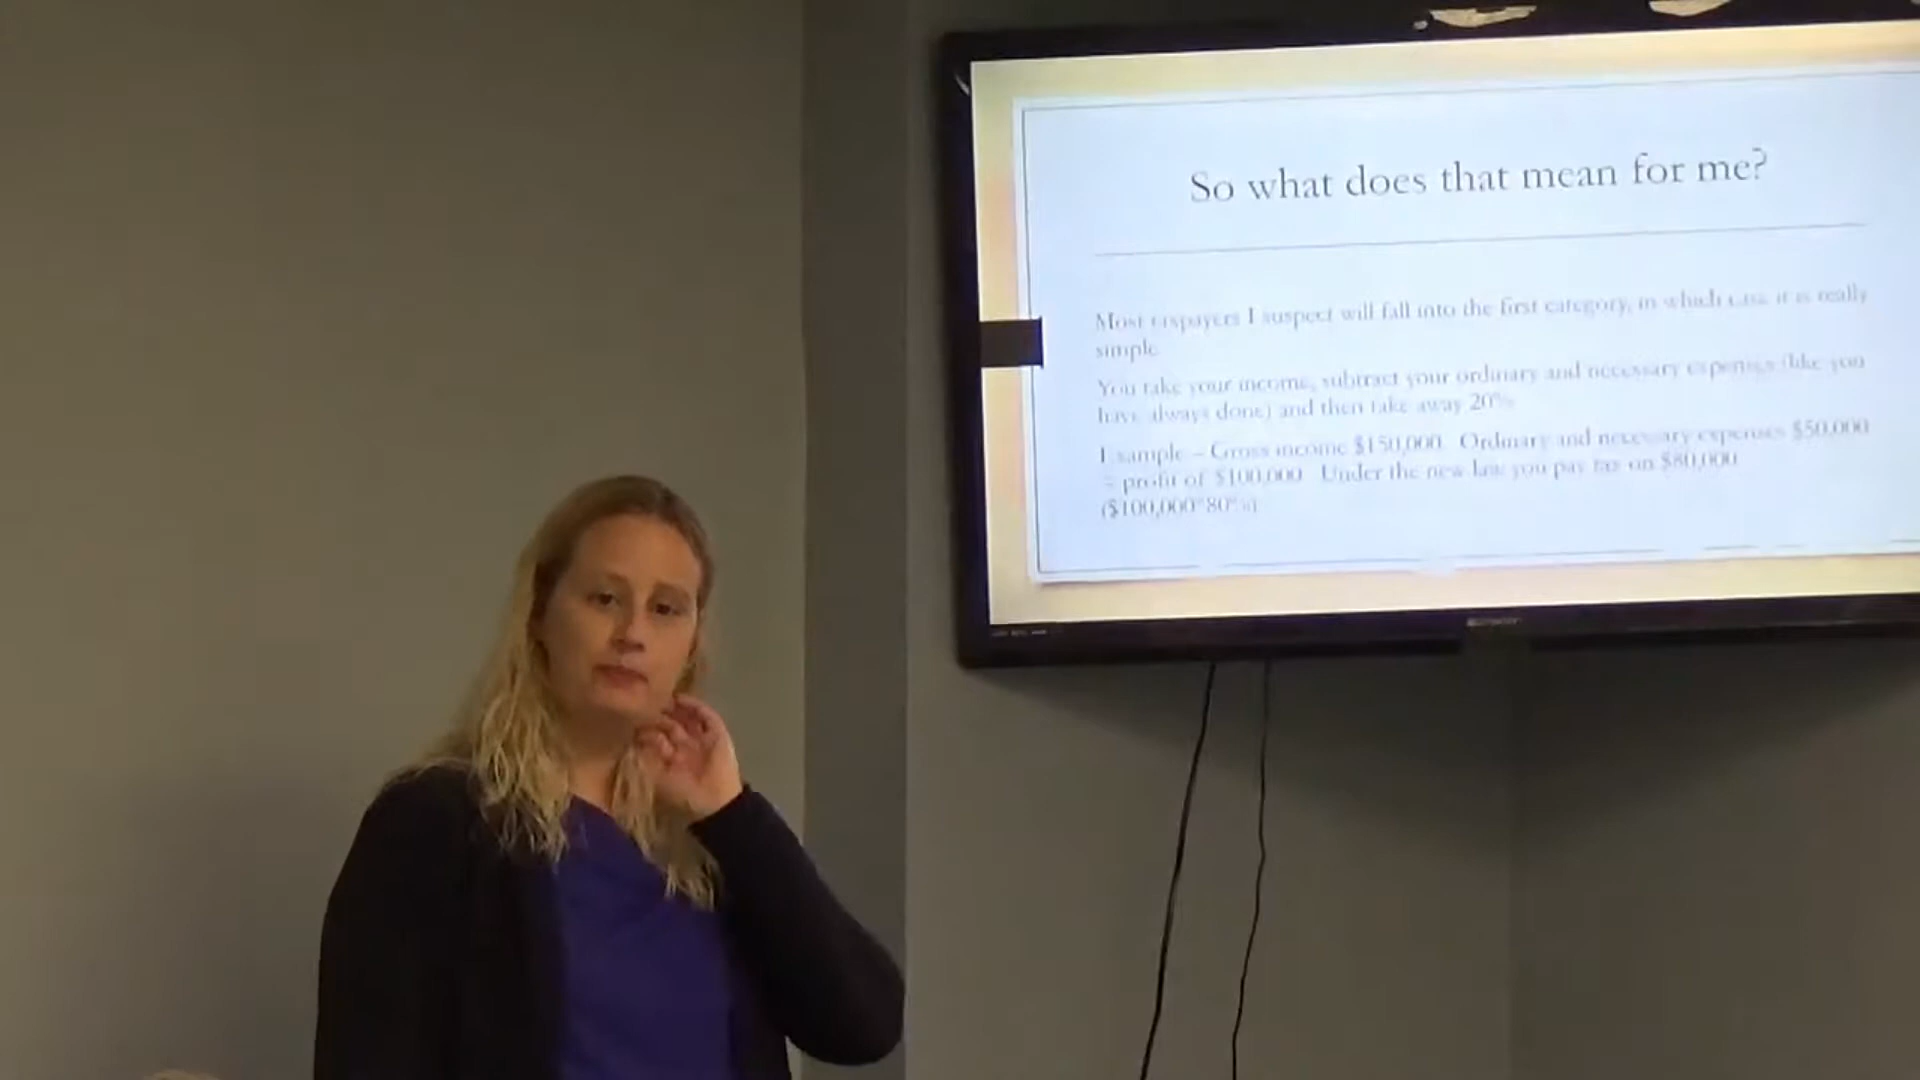 So what does that mean for me?
Most taxpayers I suspect will fall into the first category, in which case it is really
simple
You take your income, subtract your ordinary and necessary expenses (like you
have always done) and then take away 20%
Example – Gross income $150,000 Ordinary and necessary expenses $50,000
= profit of $100,000 Under the new law you pay tax on $80,000
($100,000*80%)